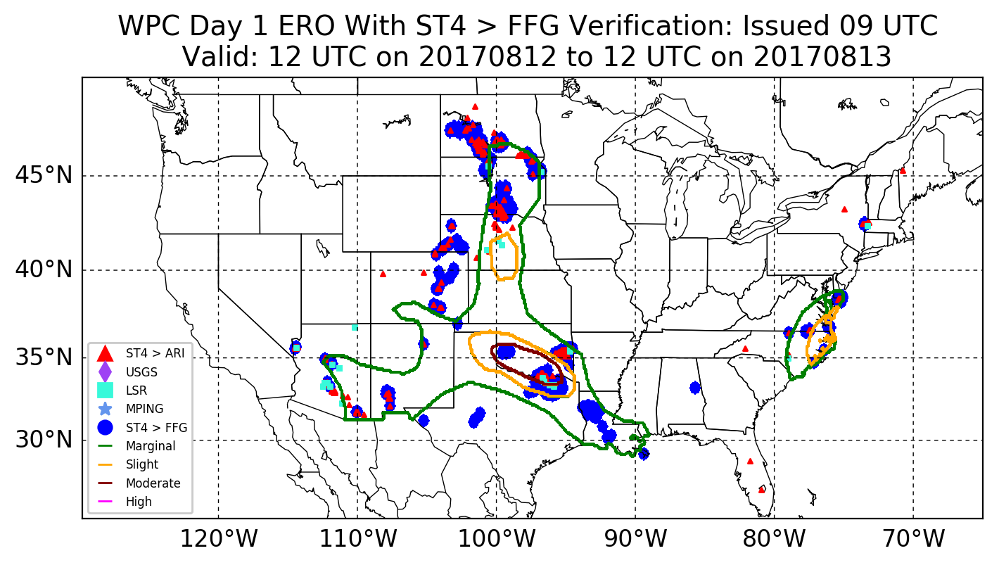 WPC Day 1 ERO With ST4 > FFG Verification: Issued 09 UTC
Valid: 12 UTC on 20170812 to 12 UTC on 20170813
45°N
40°N
35°N
30°N
ST4 > ARI
USGS
LSR
MPING
ST4 > FFG
Marginal
Slight
Moderate
High
120°W
110°W
100°W
90°W
80°W
70°W